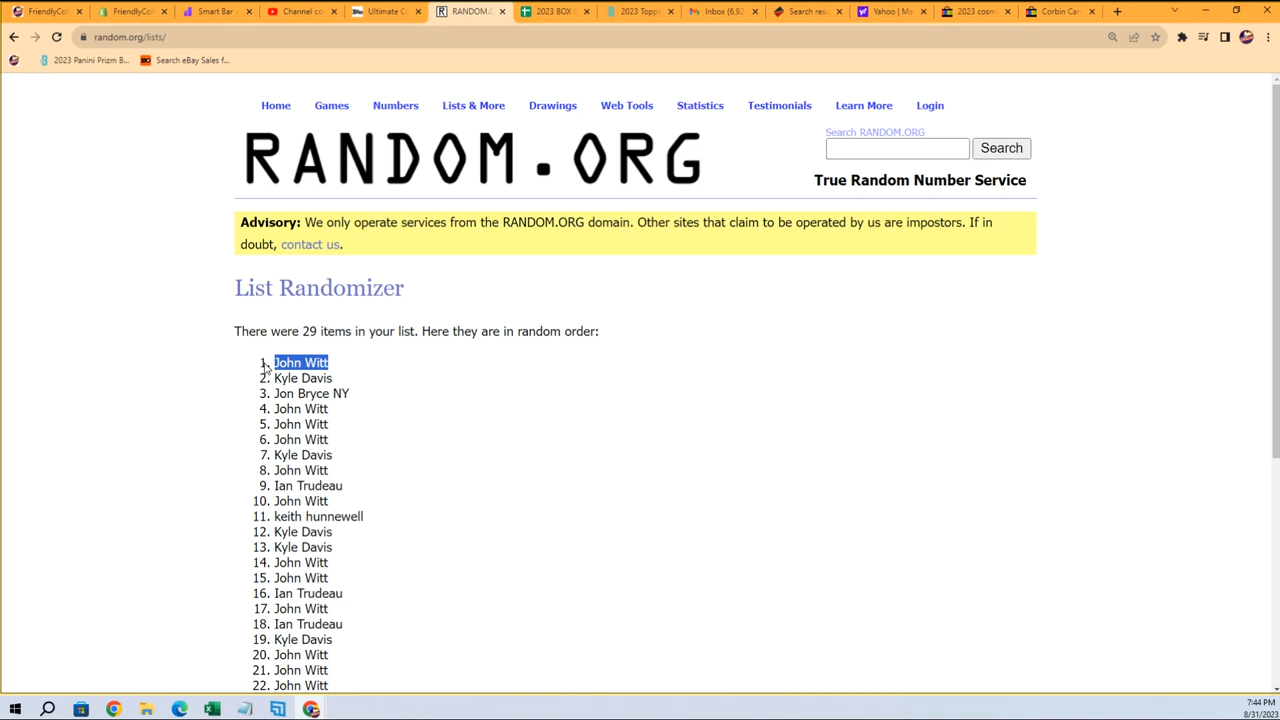 FriendlyCo
FriendlyCo
Smart Bar -
Channel co
Ultimate C
RANDOM.
2023 BOX
2023 Topp
Inbox (6,92
Search res
Yahoo | Ma
2023 cosm
Corbin Car
random.org/lists/
2023 Panini Prizm B...
Search eBay Sales f...
Home Games Numbers Lists & More Drawings Web Tools Statistics Testimonials Learn More Login
RANDOM.ORG
Search RANDOM.ORG
Search
True Random Number Service
Advisory: We only operate services from the RANDOM.ORG domain. Other sites that claim to be operated by us are impostors. If in
doubt, contact us.
List Randomizer
There were 29 items in your list. Here they are in random order:
1. John Witt
2. Kyle Davis
3. Jon Bryce NY
4. John Witt
5. John Witt
6. John Witt
7. Kyle Davis
8. John Witt
9. Ian Trudeau
10. John Witt
11. keith hunnewell
12. Kyle Davis
13. Kyle Davis
14. John Witt
15. John Witt
16. Ian Trudeau
17. John Witt
18. Ian Trudeau
19. Kyle Davis
20. John Witt
21. John Witt
22. John Witt
7:44 PM
8/31/2023